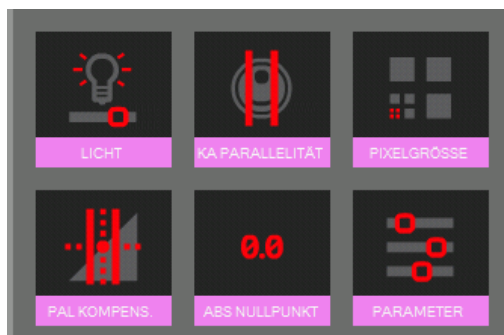 LICHT
KA PARALLELITÄT
PIXELGRÖSSE
PAL KOMPENS.
0.0
ABS NULLPUNKT
PARAMETER